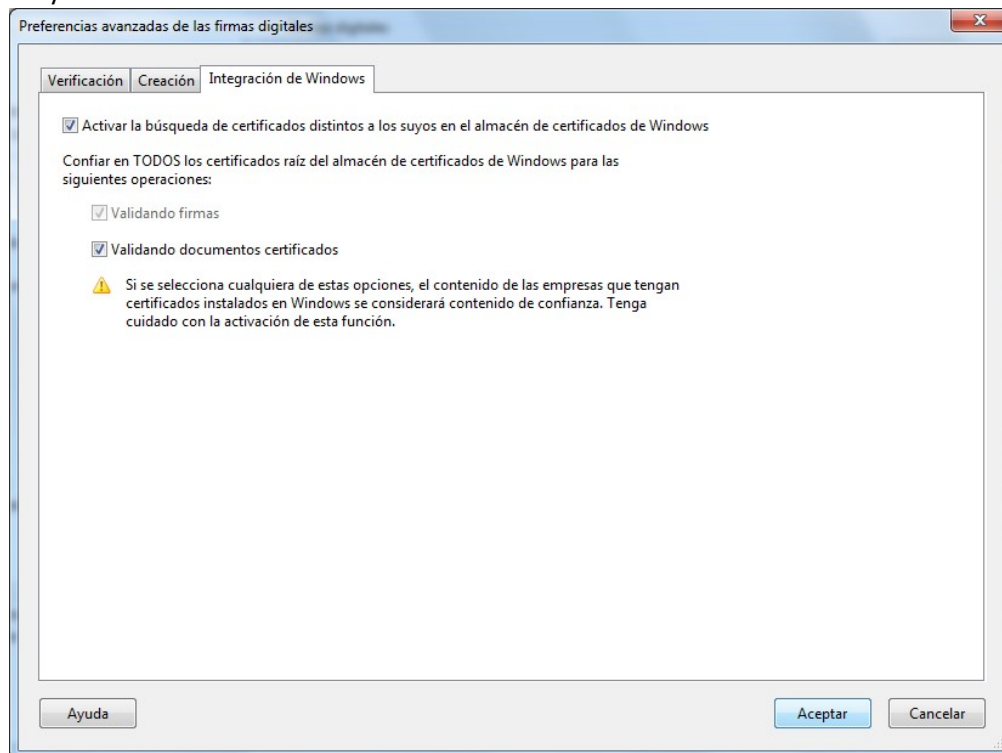 Preferencias avanzadas de las firmas digitales
Verificación Creación Integración de Windows
Activar la búsqueda de certificados distintos a los suyos en el almacén de certificados de Windows
Confiar en TODOS los certificados raíz del almacén de certificados de Windows para las
siguientes operaciones:
Validando firmas
Validando documentos certificados
Si se selecciona cualquiera de estas opciones, el contenido de las empresas que tengan
certificados instalados en Windows se considerará contenido de confianza. Tenga
cuidado con la activación de esta función.
Ayuda Aceptar Cancelar